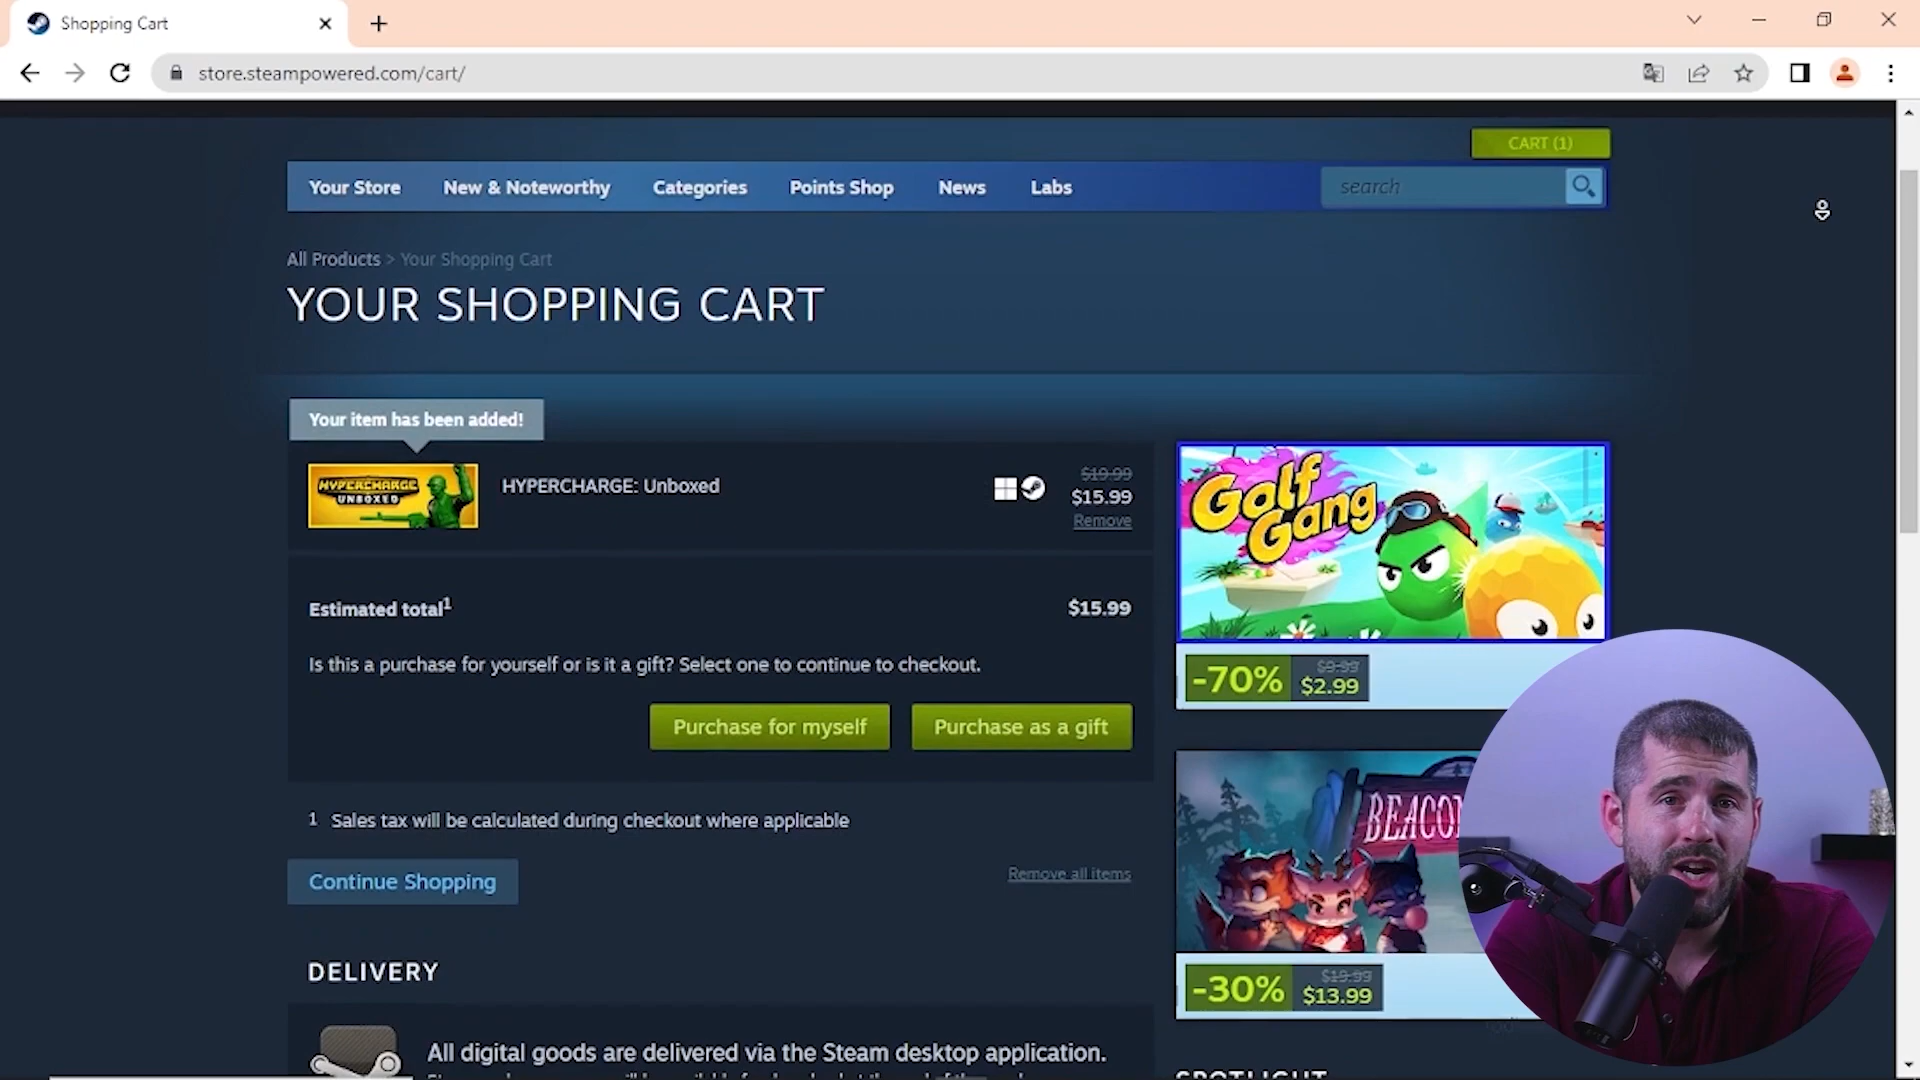 Shopping Cart
store.steampowered.com/cart/
CART (1)
Your Store New & Noteworthy Categories Points Shop News Labs search
All Products > Your Shopping Cart
YOUR SHOPPING CART
Your item has been added!
HYPERCHARGE
UNBOXED
HYPERCHARGE: Unboxed
$19.99
$15.99
Remove
Estimated total1 $15.99
Is this a purchase for yourself or is it a gift? Select one to continue to checkout.
Purchase for myself Purchase as a gift
1 Sales tax will be calculated during checkout where applicable
Continue Shopping
Remove all items
DELIVERY
All digital goods are delivered via the Steam desktop application.
Golf
Gang
-70% $9.99
$2.99
BEACO
-30% $19.99
$13.99
SPOTLIGHT